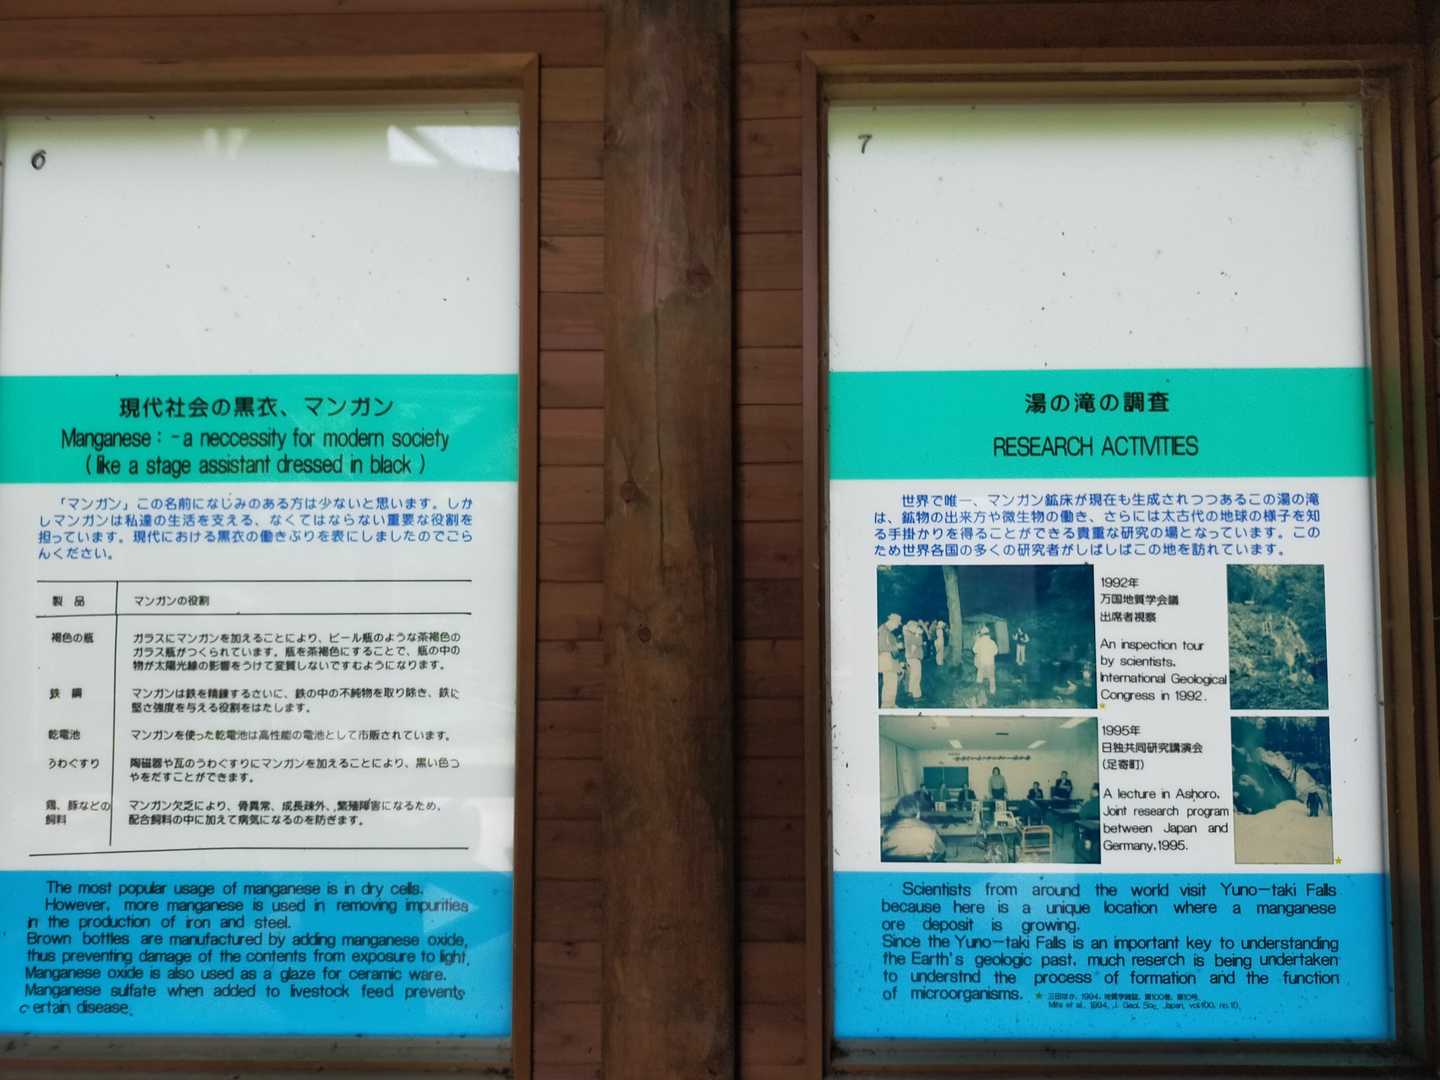 6
現代社会の黒衣、マンガン
Manganese : -a neccessity for modern society
( like a stage assistant dressed in black )
「マンガン」この名前になじみのある方は少ないと思います。しか
しマンガンは私達の生活を支える、なくてはならない重要な役割を
担っています。現代における黒衣の働きぶりを表にしましたのでごら
んください。
製 品 マンガンの役割
褐色の瓶 ガラスにマンガンを加えることにより、ビール瓶のような茶褐色の
ガラス瓶がつくられています。瓶を茶褐色にすることで、瓶の中の
物が太陽光線の影響をうけて変質しないですむようになります。
鉄 鋼 マンガンは鉄を精錬するさいに、鉄の中の不純物を取り除き、鉄に
堅さ強度を与える役割をはたします。
乾電池 マンガンを使った乾電池は高性能の電池として市販されています。
うわぐすり 陶磁器や瓦のうわぐすりにマンガンを加えることにより、黒い色つ
やをだすことができます。
鶏、豚などの マンガン欠乏により、骨異常、成長疎外、繁殖障害になるため、
飼料 配合飼料の中に加えて病気になるのを防ぎます。
The most popular usage of manganese is in dry cells.
However, more manganese is used in removing impurities
in the production of iron and steel.
Brown bottles are manufactured by adding manganese oxide,
thus preventing damage of the contents from exposure to light.
Manganese oxide is also used as a glaze for ceramic ware.
Manganese sulfate when added to livestock feed prevents
certain disease.
7
湯の滝の調査
RESEARCH ACTIVITIES
世界で唯一、マンガン鉱床が現在も生成されつつあるこの湯の滝
は、鉱物の出来方や微生物の働き、さらには太古代の地球の様子を知
る手掛かりを得ることができる貴重な研究の場となっています。この
ため世界各国の多くの研究者がしばしばこの地を訪れています。
1992年
万国地質学会議
出席者視察
An inspection tour
by scientists.
International Geological
Congress in 1992.
1995年
日独共同研究講演会
(足寄町)
A lecture in Ashoro.
Joint research program
between Japan and
Germany,1995.
Scientists from around the world visit Yuno-taki Falls
because here is a unique location where a manganese
ore deposit is growing.
Since the Yuno-taki Falls is an important key to understanding
the Earth's geologic past, much reserch is being undertaken
to understnd the process of formation and the function
of microorganisms.
★ 三田ほか, 1994, 地質学雑誌, 第100巻, 第10号,
Mita et al., 1994, J. Geol. Soc. Japan, vol.100, no.10,